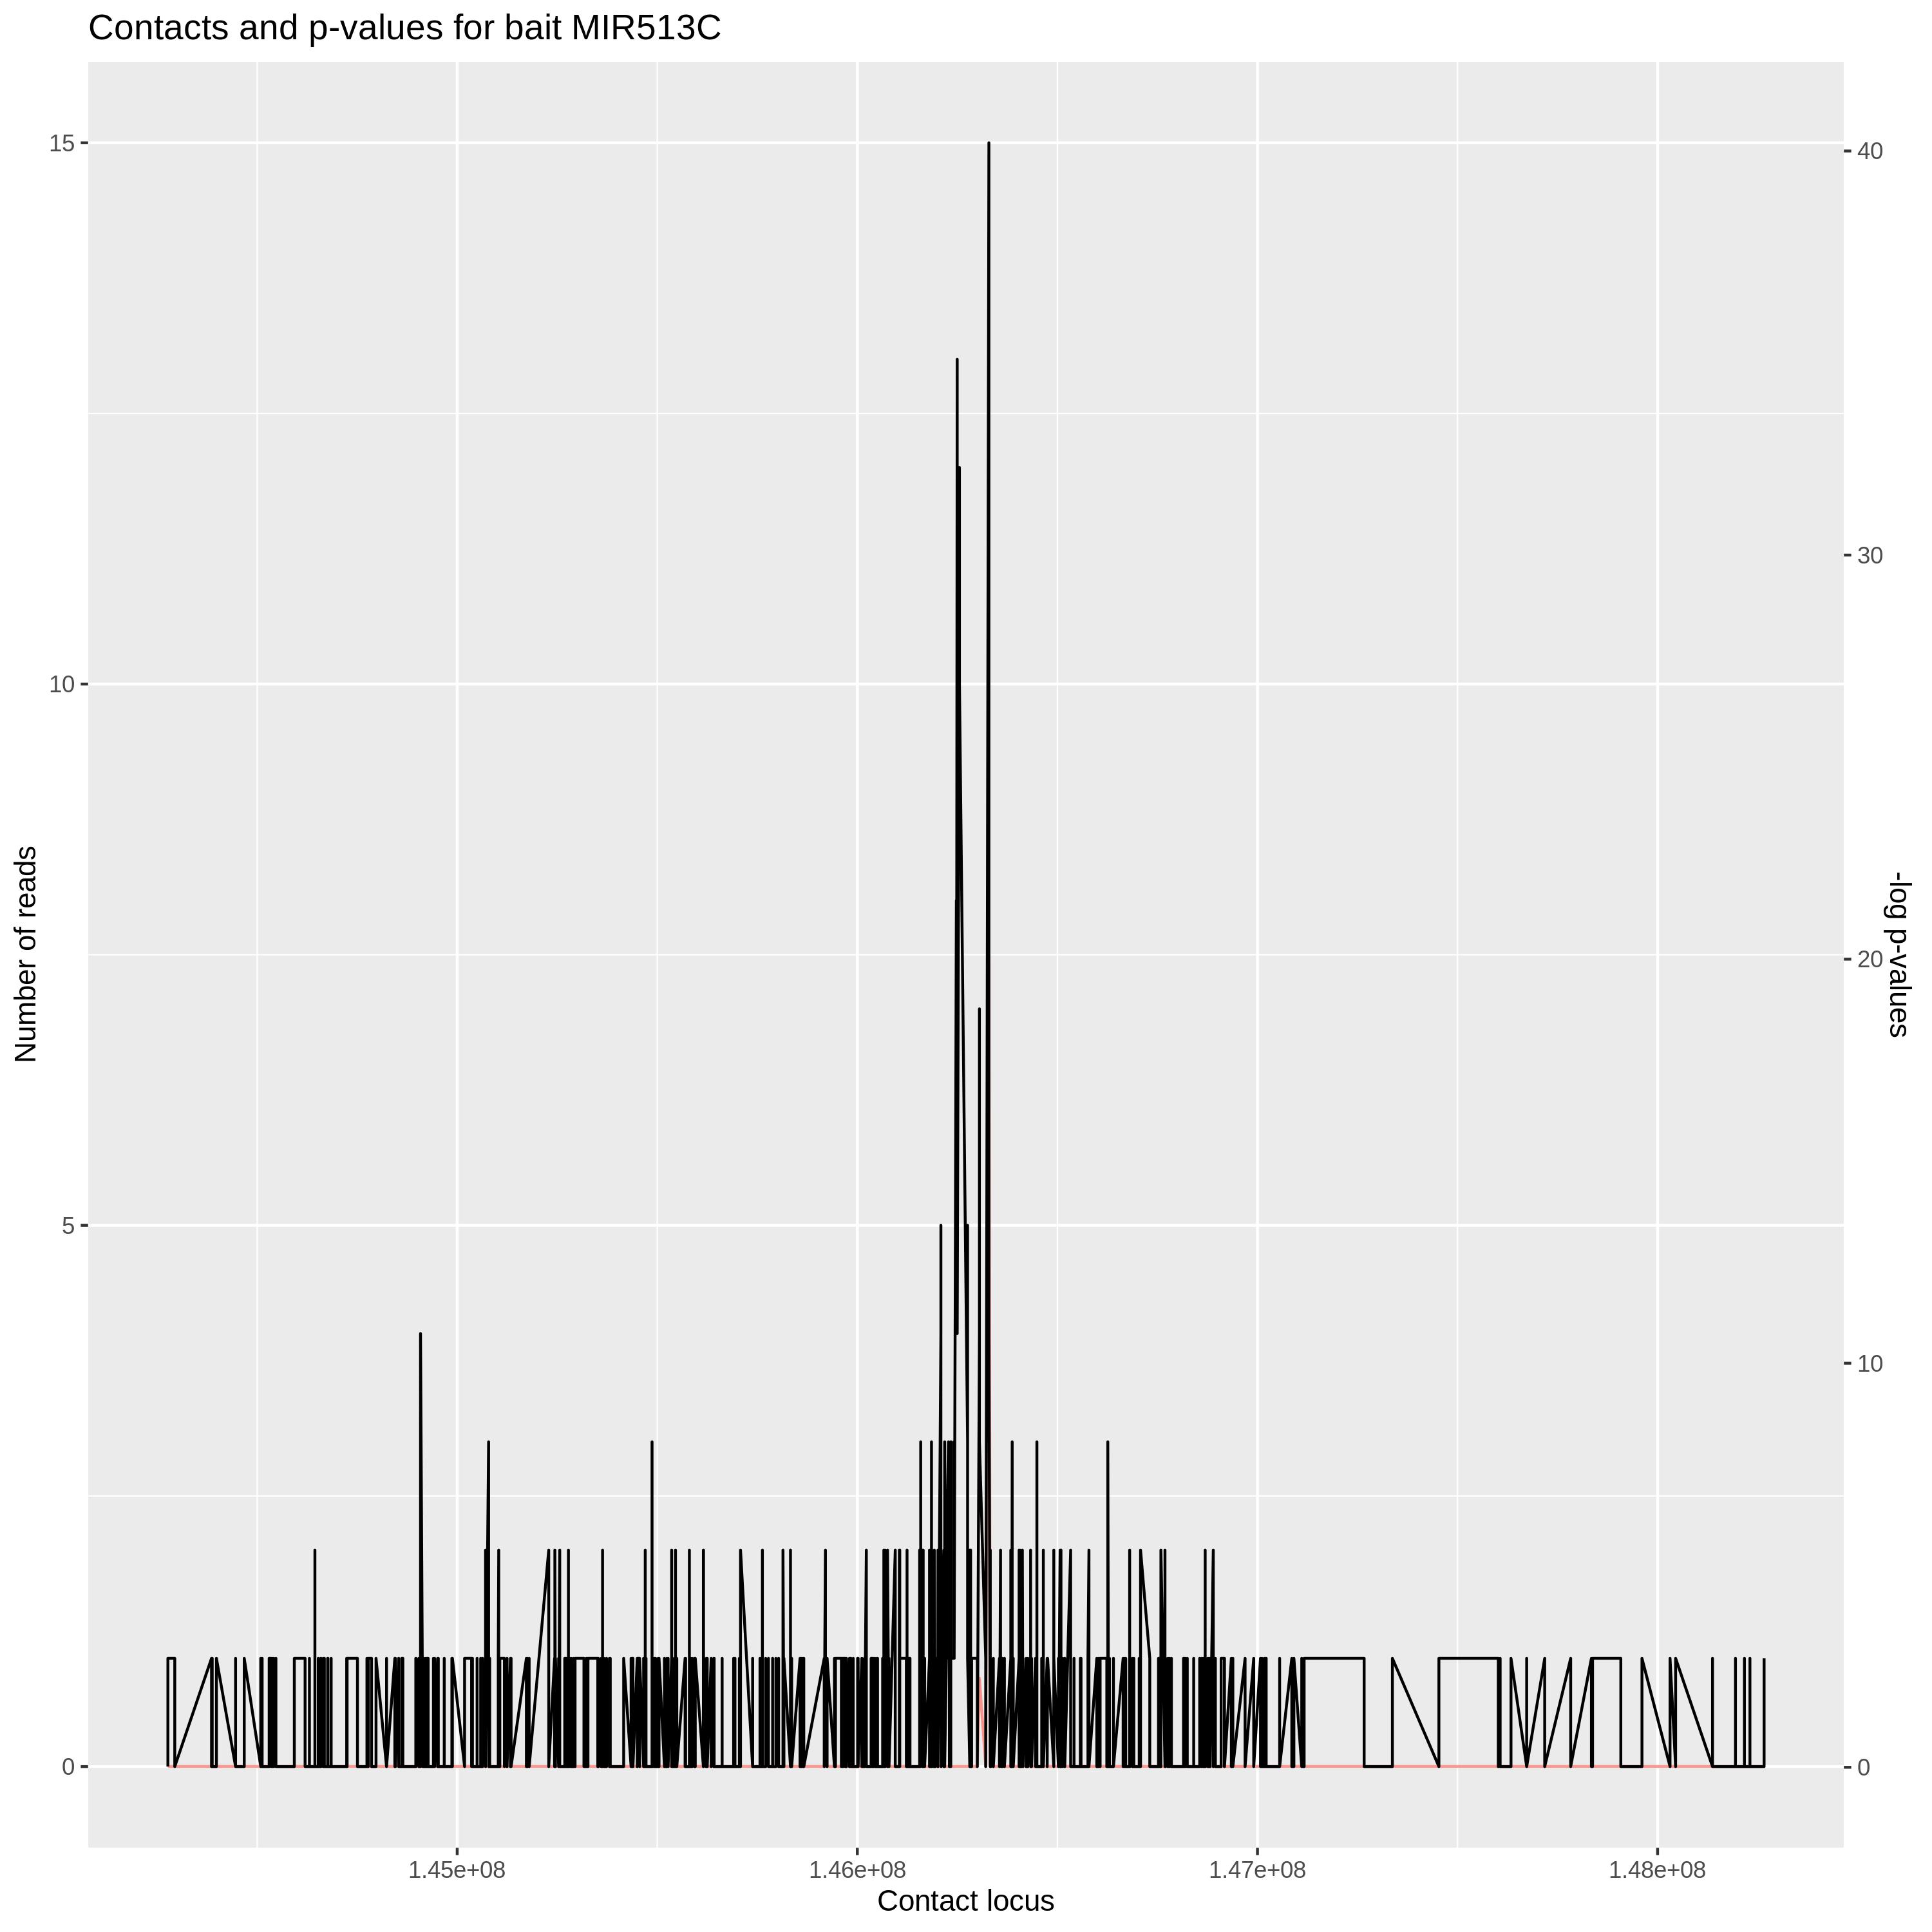 Contacts and p-values for bait MIR513C
15
10
5
0
Number of reads
40
30
20
10
0
-log p-values
1.45e+08
1.46e+08
1.47e+08
1.48e+08
Contact locus